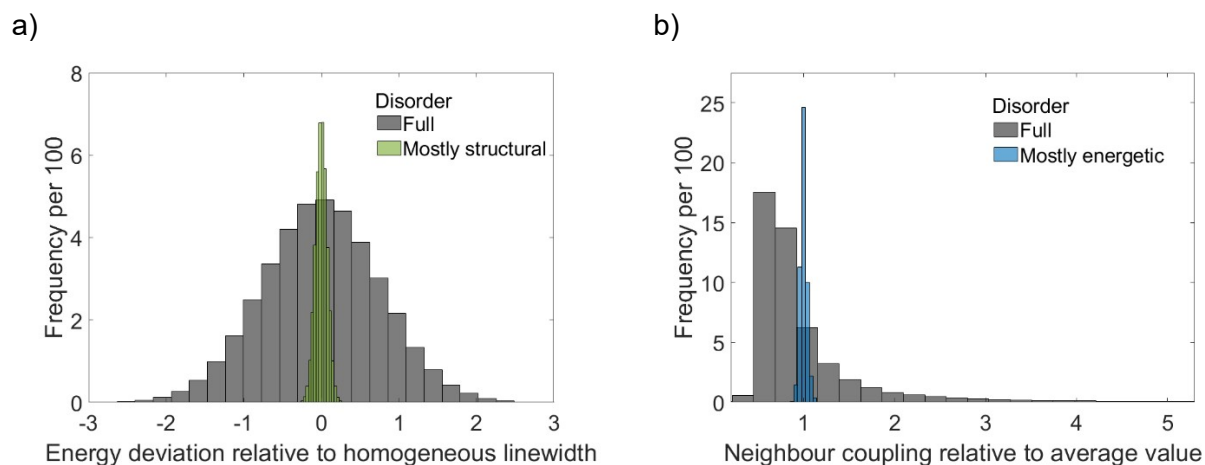 a)
b)
8
6
4
2
0
Frequency per 100
-3
-2
-1
0
1
2
3
Energy deviation relative to homogeneous linewidth
Disorder
Full
Mostly structural
25
20
15
10
5
0
Frequency per 100
1
2
3
4
5
Neighbour coupling relative to average value
Disorder
Full
Mostly energetic